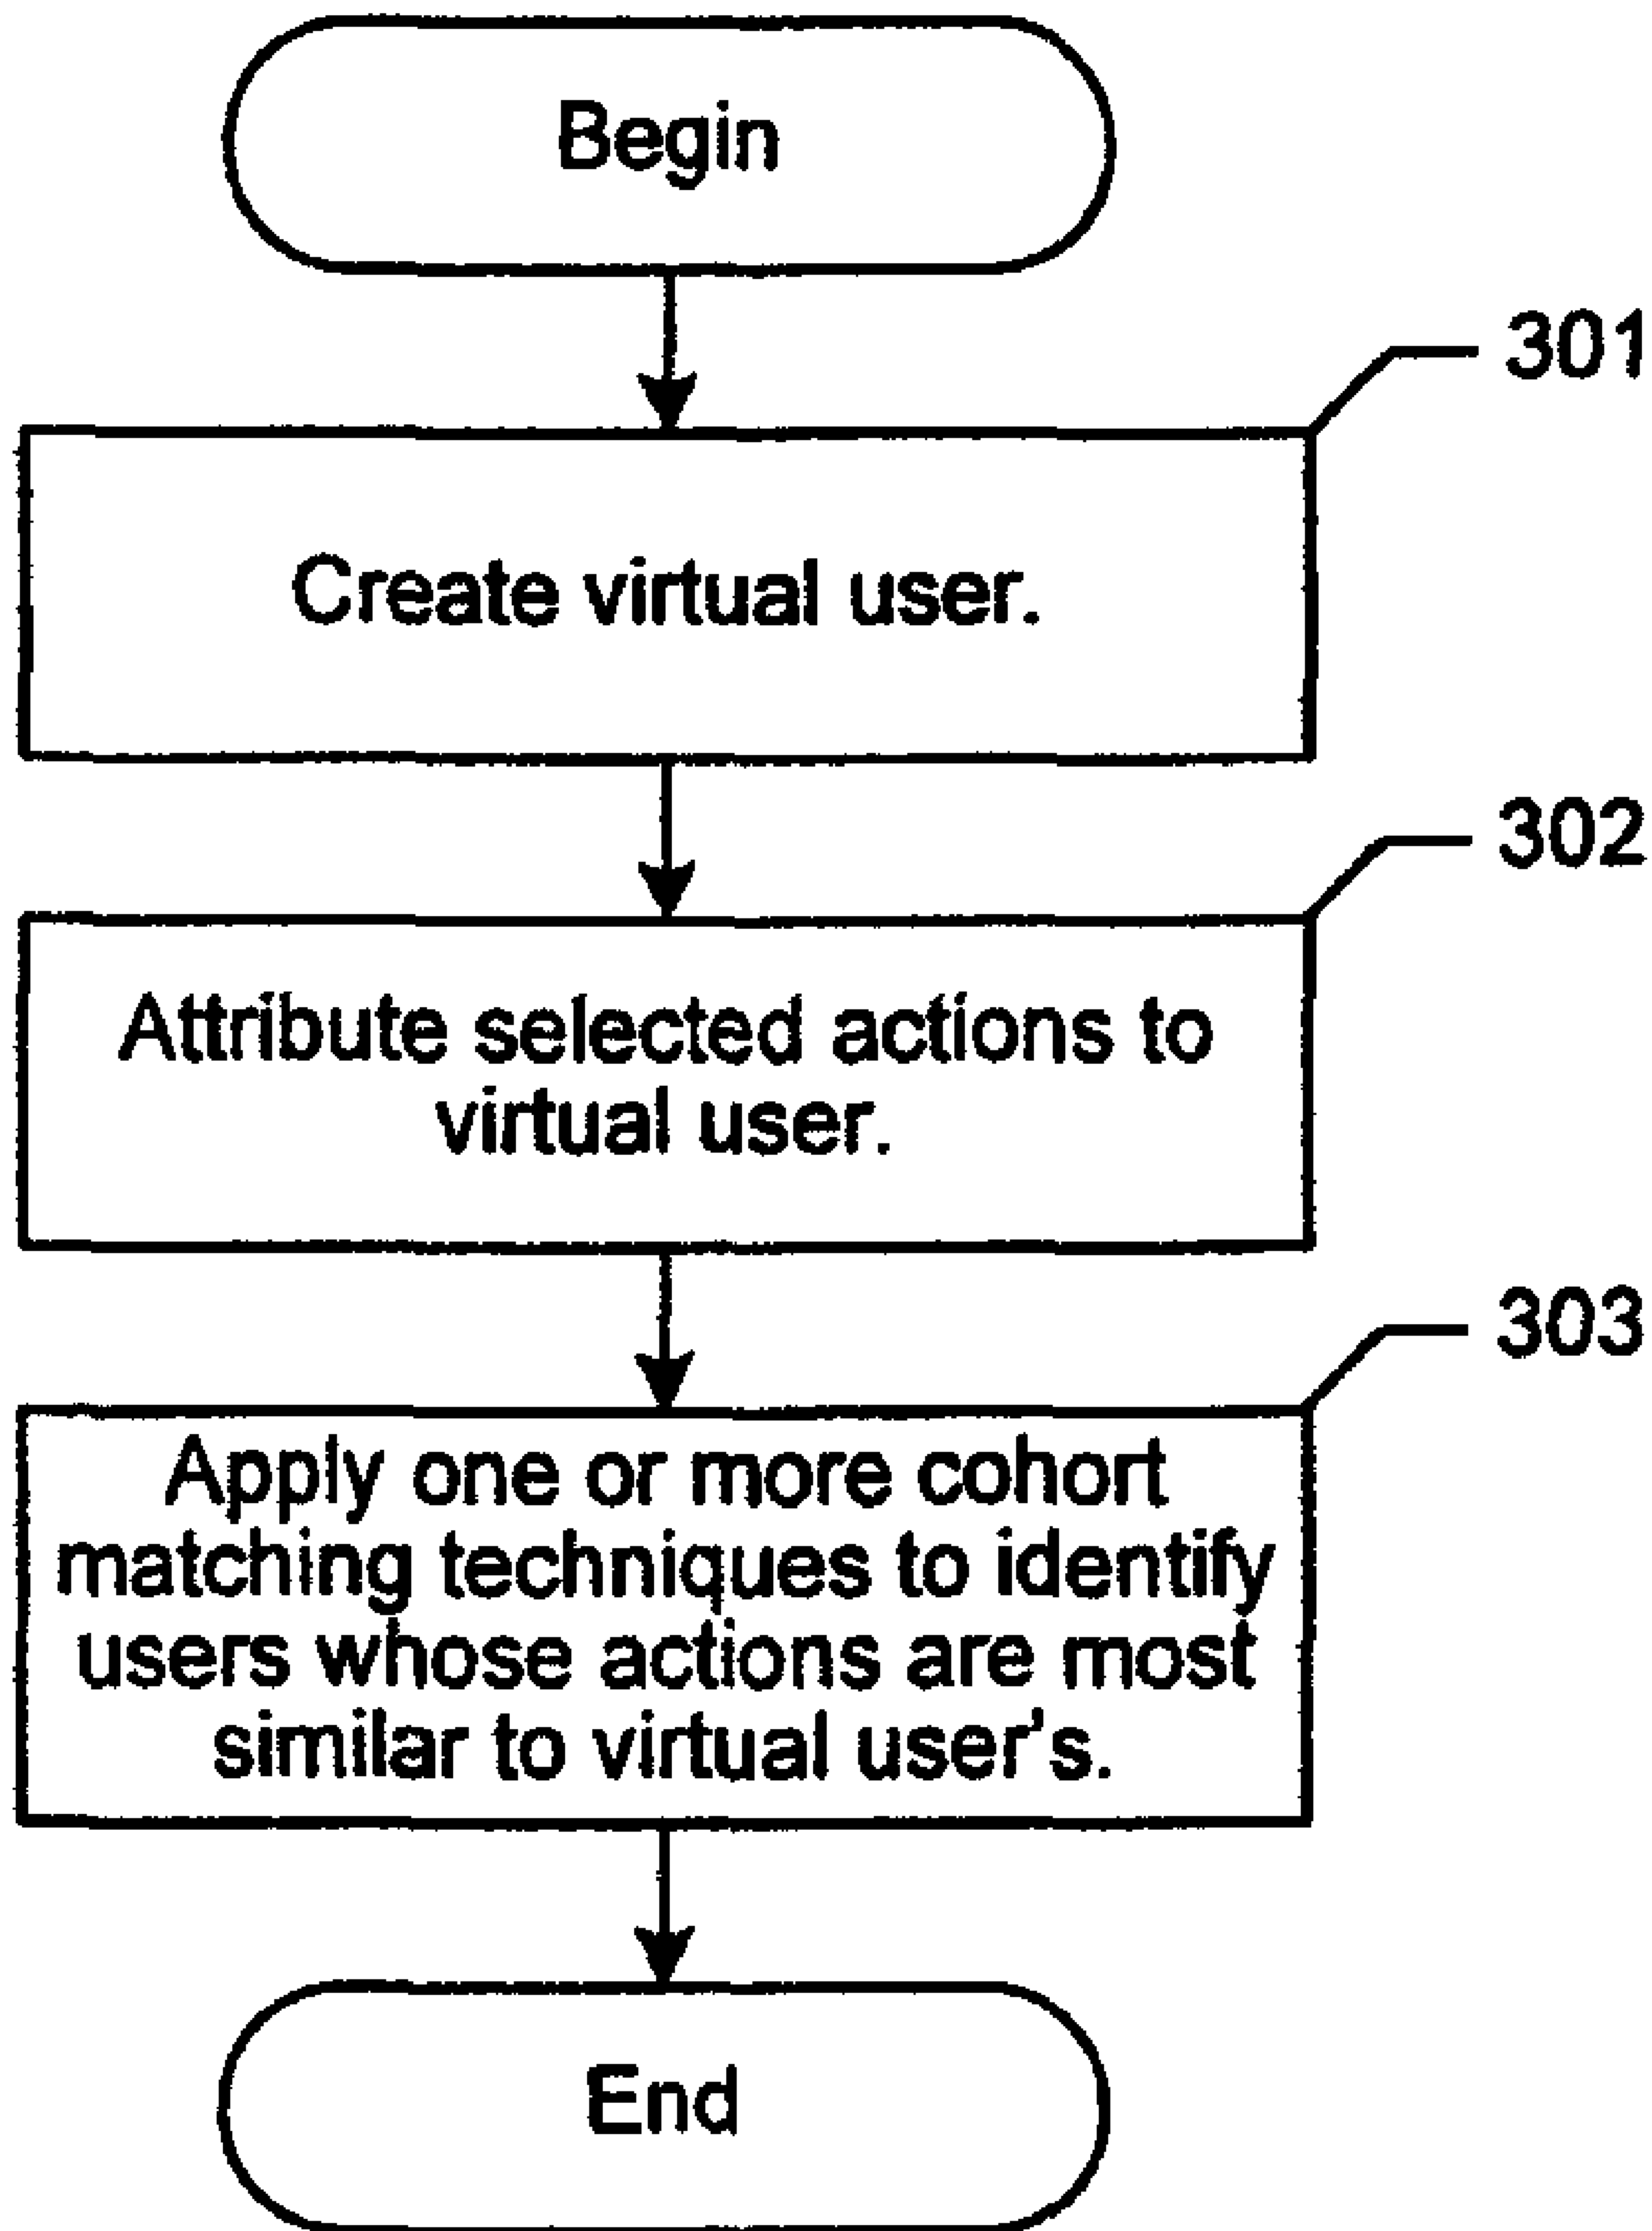 Begin
301
Create virtual user.
302
Attribute selected actions to
virtual user.
303
Apply one or more cohort
matching techniques to identify
users whose actions are most
similar to virtual user's.
End